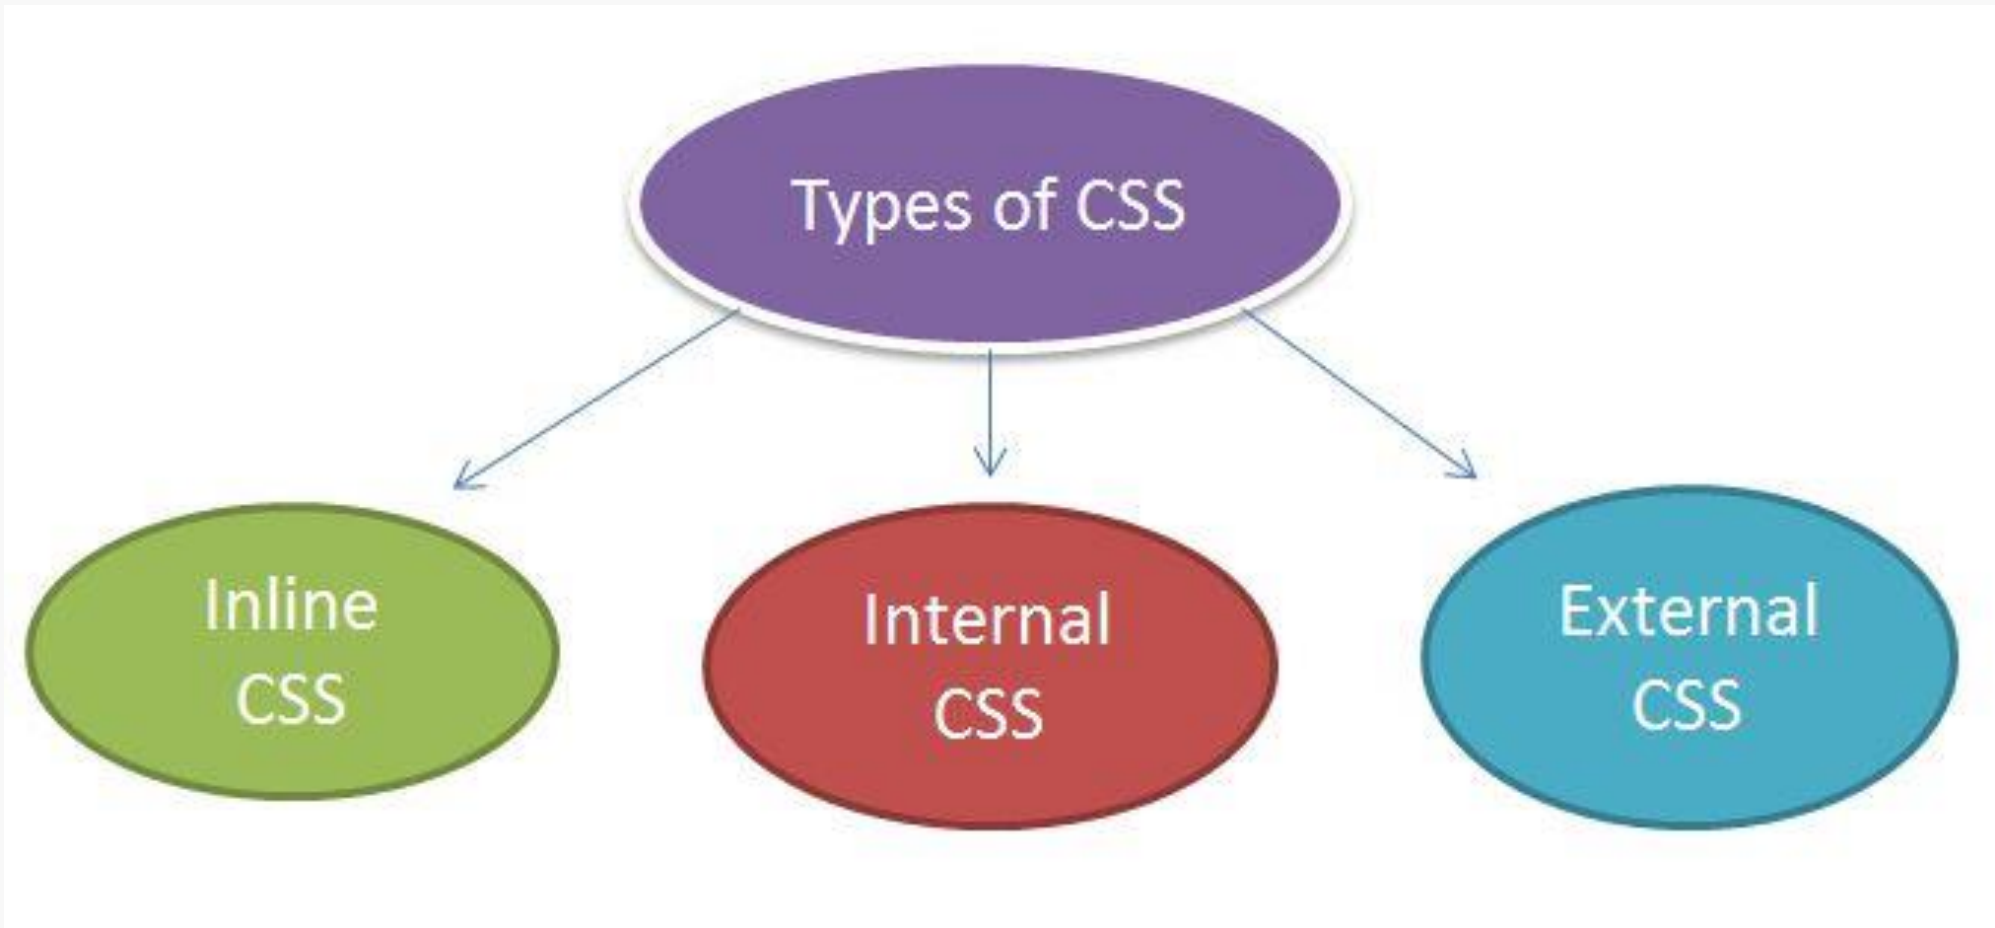 Types of CSS
Inline
CSS
Internal
CSS
External
CSS